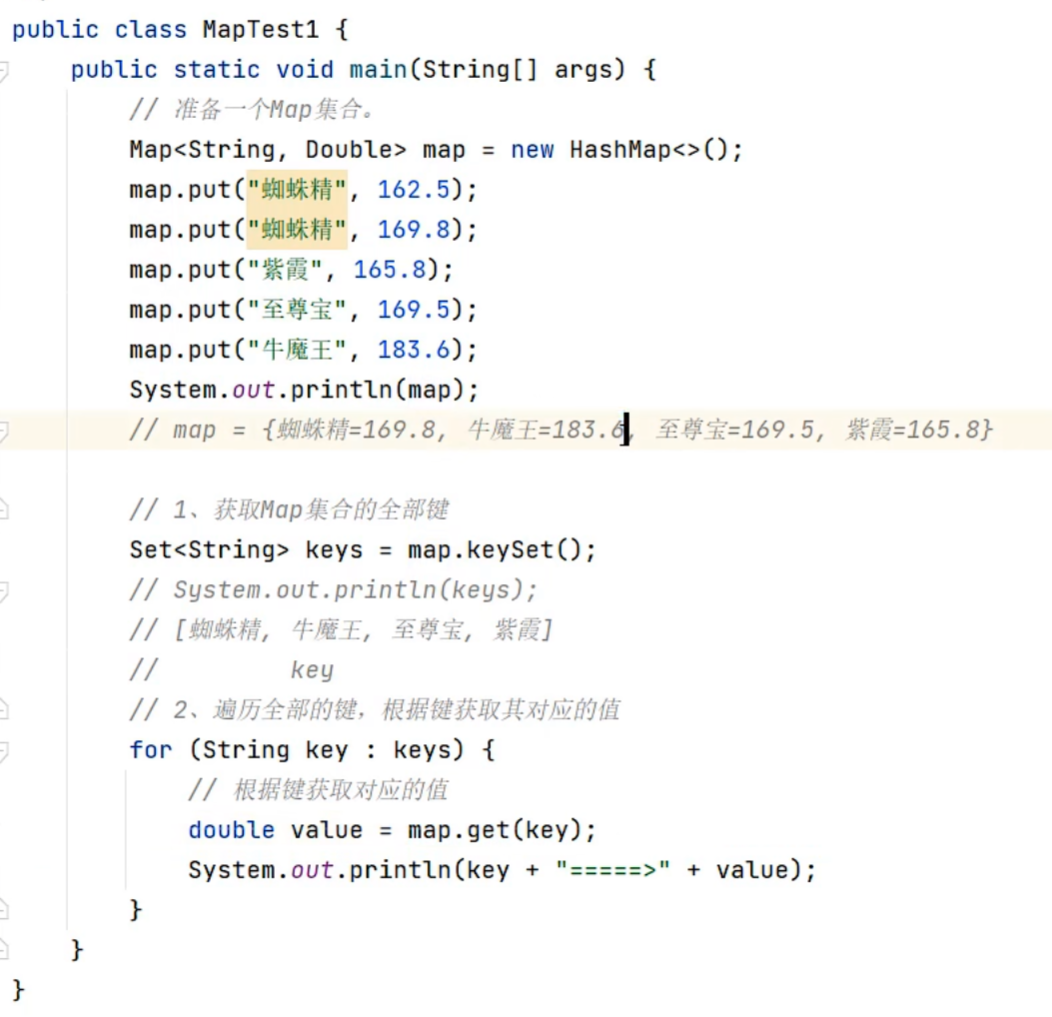 public class MapTest1 {
public static void main(String[] args) {
// 准备一个Map集合。
Map<String, Double> map = new HashMap<>();
map.put("蜘蛛精", 162.5);
map.put("蜘蛛精", 169.8);
map.put("紫霞", 165.8);
map.put("至尊宝", 169.5);
map.put("牛魔王", 183.6);
System.out.println(map);
// map = {蜘蛛精=169.8, 牛魔王=183.6, 至尊宝=169.5, 紫霞=165.8}
// 1、获取Map集合的全部键
Set<String> keys = map.keySet();
// System.out.println(keys);
// [蜘蛛精, 牛魔王, 至尊宝, 紫霞]
// key
// 2、遍历全部的键，根据键获取其对应的值
for (String key : keys) {
// 根据键获取对应的值
double value = map.get(key);
System.out.println(key + "=====>" + value);
}
}
}